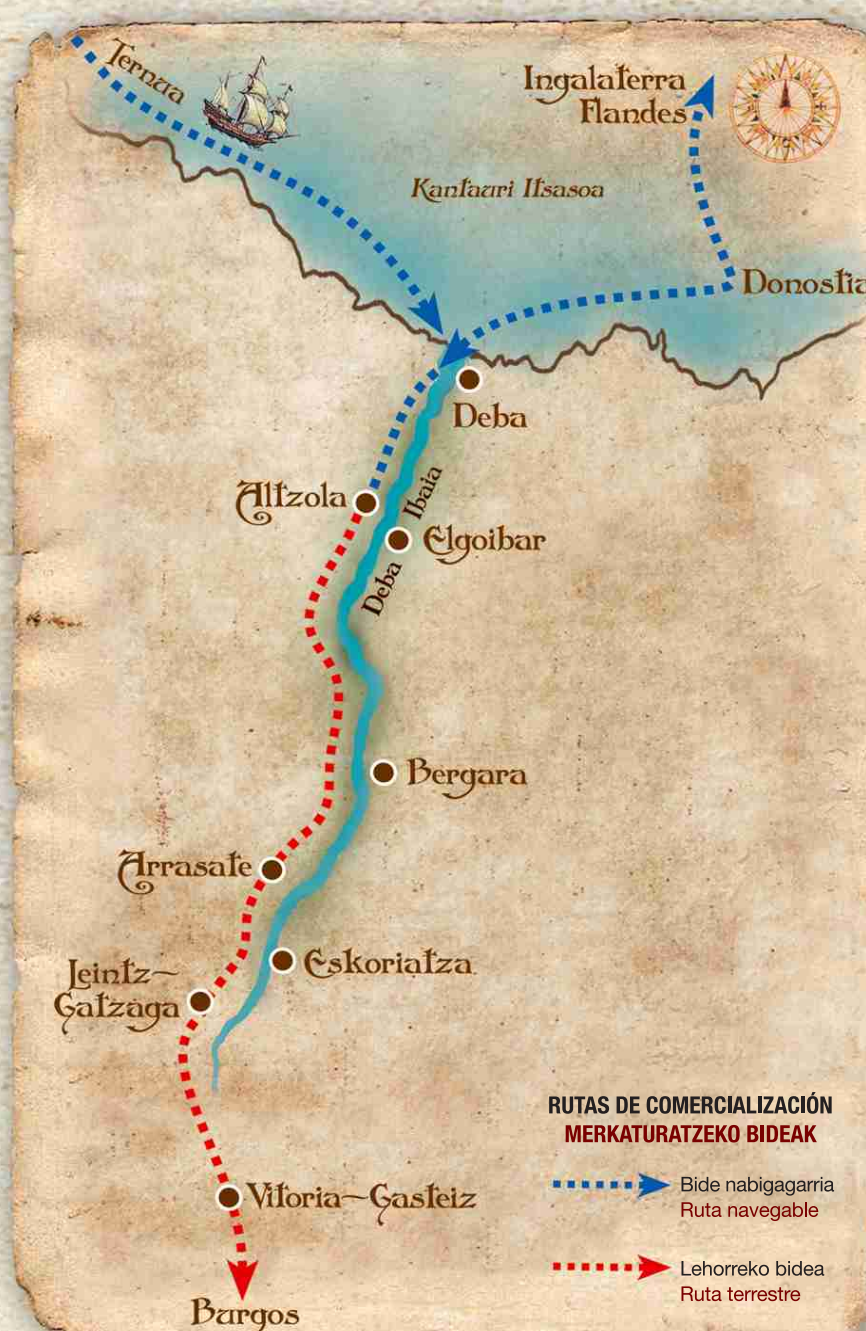 Ternua
Ingalaterra
Flandes
Kantauri Itsasoa
Donostia
Deba
Altzola
Deba Ibaia
Elgoibar
Bergara
Arrasate
Eskoriatza
Leintz-
Gatzaga
RUTAS DE COMERCIALIZACIÓN
MERKATURATZEKO BIDEAK
Bide nabigagarria
Ruta navegable
Vitoria-Gasteiz
Lehorreko bidea
Ruta terrestre
Burgos